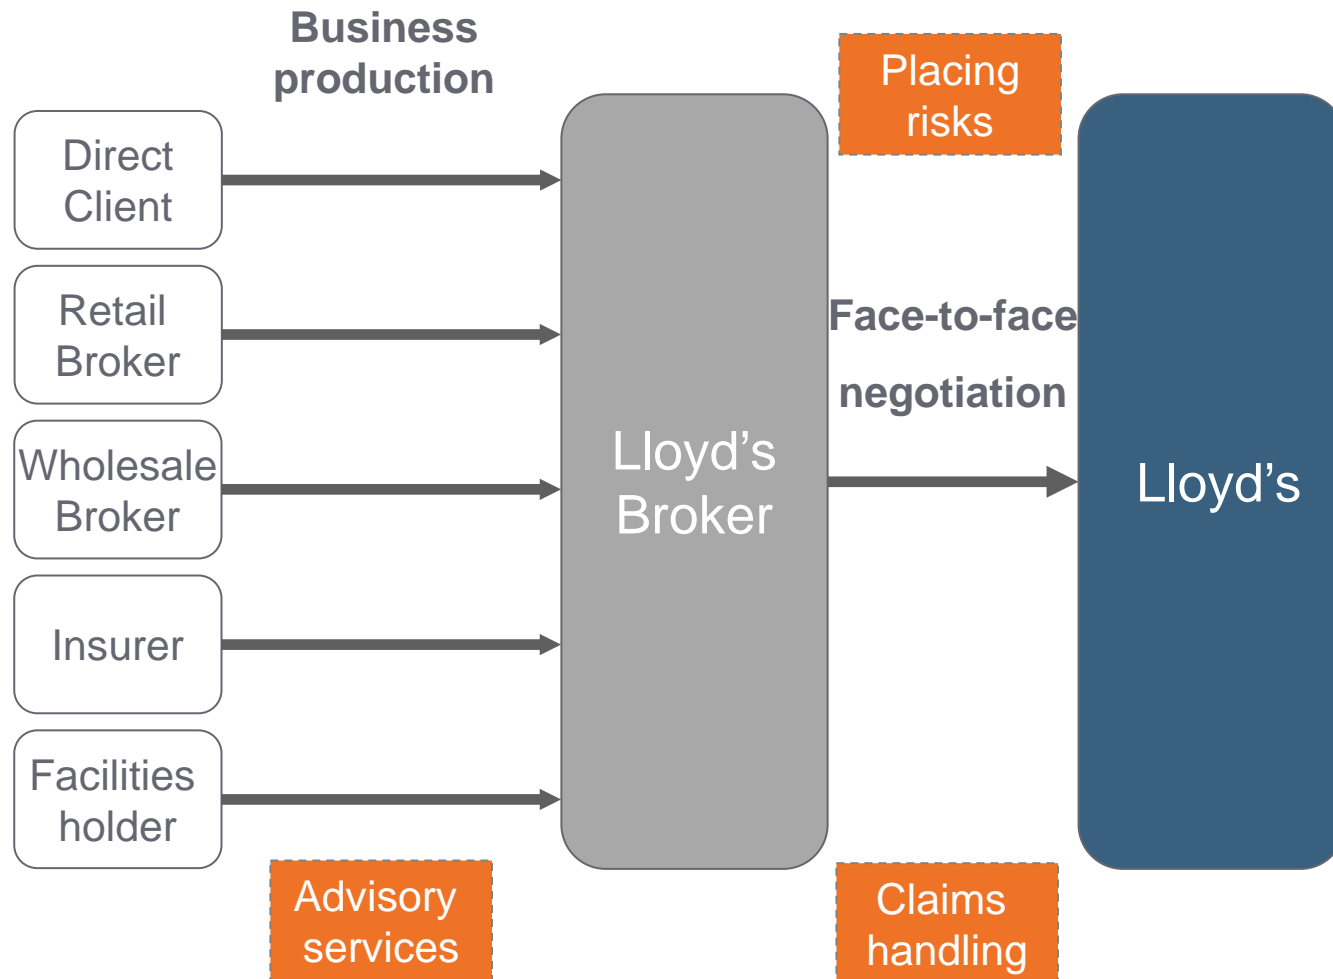 Business
production
Placing
risks
Direct
Client
Retail
Broker
Face-to-face
negotiation
Wholesale
Broker
Lloyd’s
Broker
Lloyd’s
Insurer
Facilities
holder
Advisory
services
Claims
handling